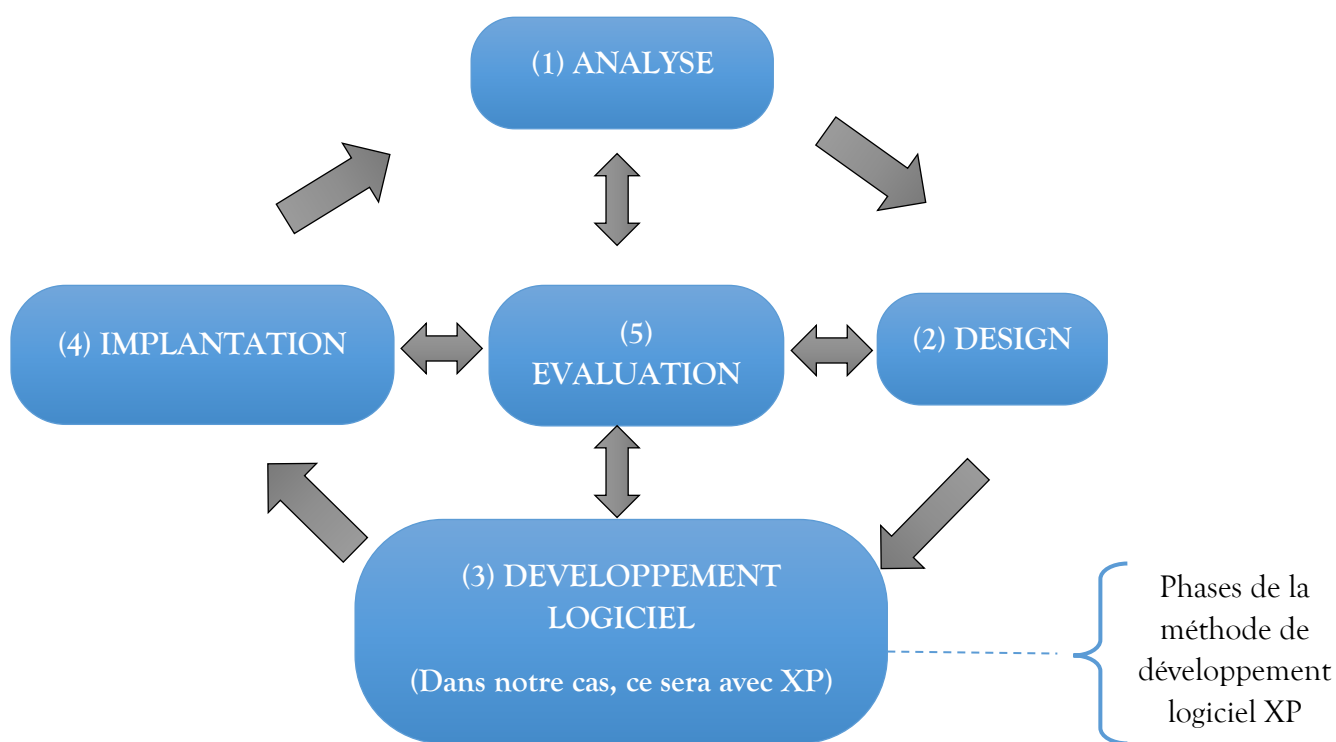 (1) ANALYSE
(4) IMPLANTATION
(5)
EVALUATION
(2) DESIGN
(3) DEVELOPPEMENT
LOGICIEL
(Dans notre cas, ce sera avec XP)
Phases de la
méthode de
développement
logiciel XP